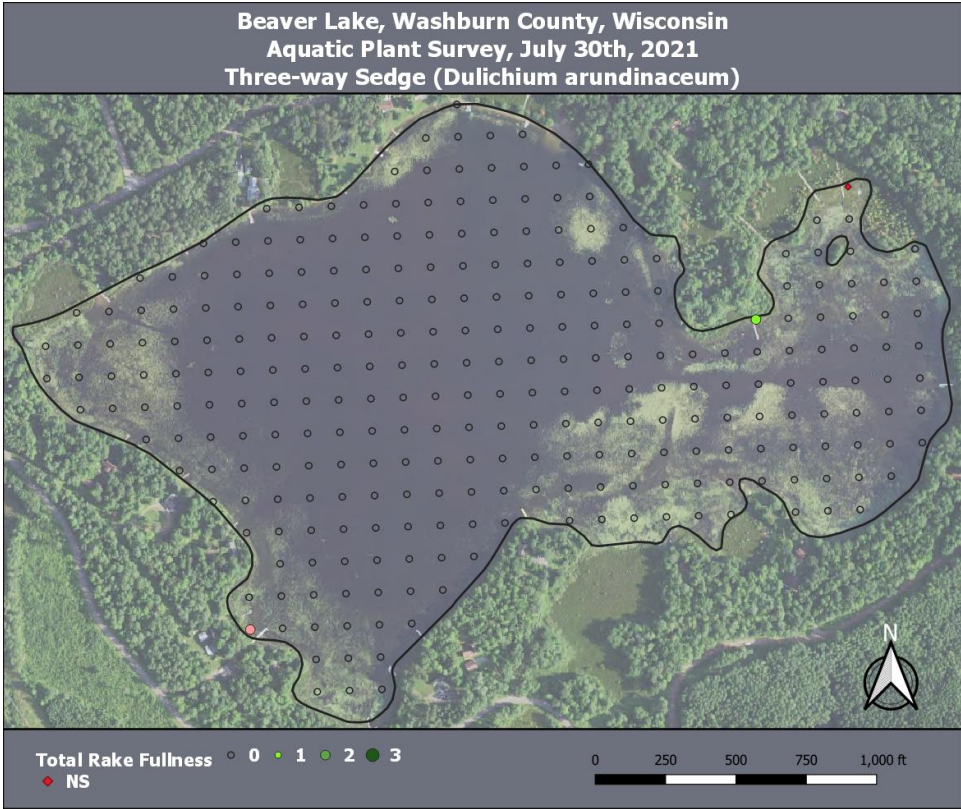 Beaver Lake, Washburn County, Wisconsin
Aquatic Plant Survey, July 30th, 2021
Three-way Sedge (Dulichium arundinaceum)
N
Total Rake Fullness 0 1 2 3
NS
0 250 500 750 1,000 ft